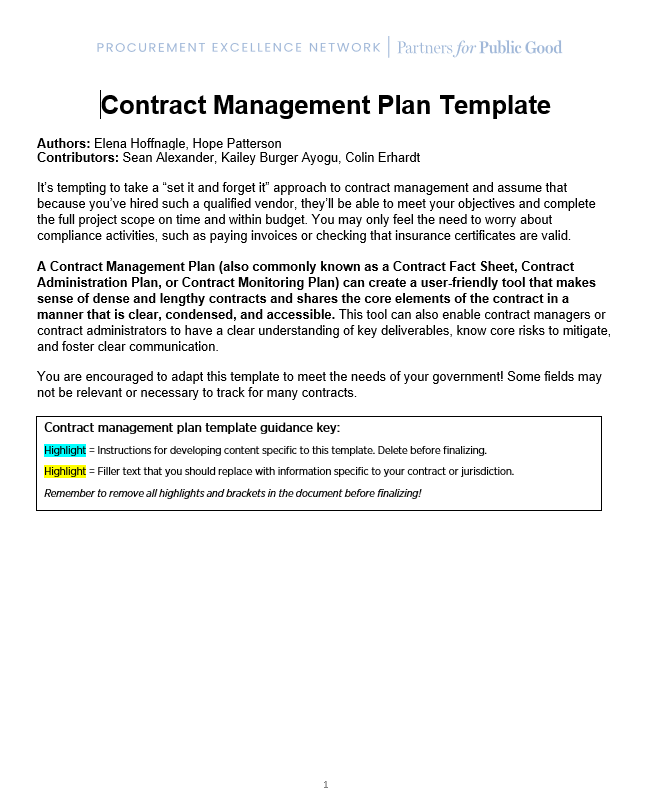 PROCUREMENT EXCELLENCE NETWORK | Partners for Public Good
Contract Management Plan Template
Authors: Elena Hoffnagle, Hope Patterson
Contributors: Sean Alexander, Kailey Burger Ayogu, Colin Erhardt
It's tempting to take a “set it and forget it” approach to contract management and assume that
because you've hired such a qualified vendor, they'll be able to meet your objectives and complete
the full project scope on time and within budget. You may only feel the need to worry about
compliance activities, such as paying invoices or checking that insurance certificates are valid.
A Contract Management Plan (also commonly known as a Contract Fact Sheet, Contract
Administration Plan, or Contract Monitoring Plan) can create a user-friendly tool that makes
sense of dense and lengthy contracts and shares the core elements of the contract in a
manner that is clear, condensed, and accessible. This tool can also enable contract managers or
contract administrators to have a clear understanding of key deliverables, know core risks to mitigate,
and foster clear communication.
You are encouraged to adapt this template to meet the needs of your government! Some fields may
not be relevant or necessary to track for many contracts.
Contract management plan template guidance key:
Highlight = Instructions for developing content specific to this template. Delete before finalizing.
Highlight = Filler text that you should replace with information specific to your contract or jurisdiction.
Remember to remove all highlights and brackets in the document before finalizing!
1